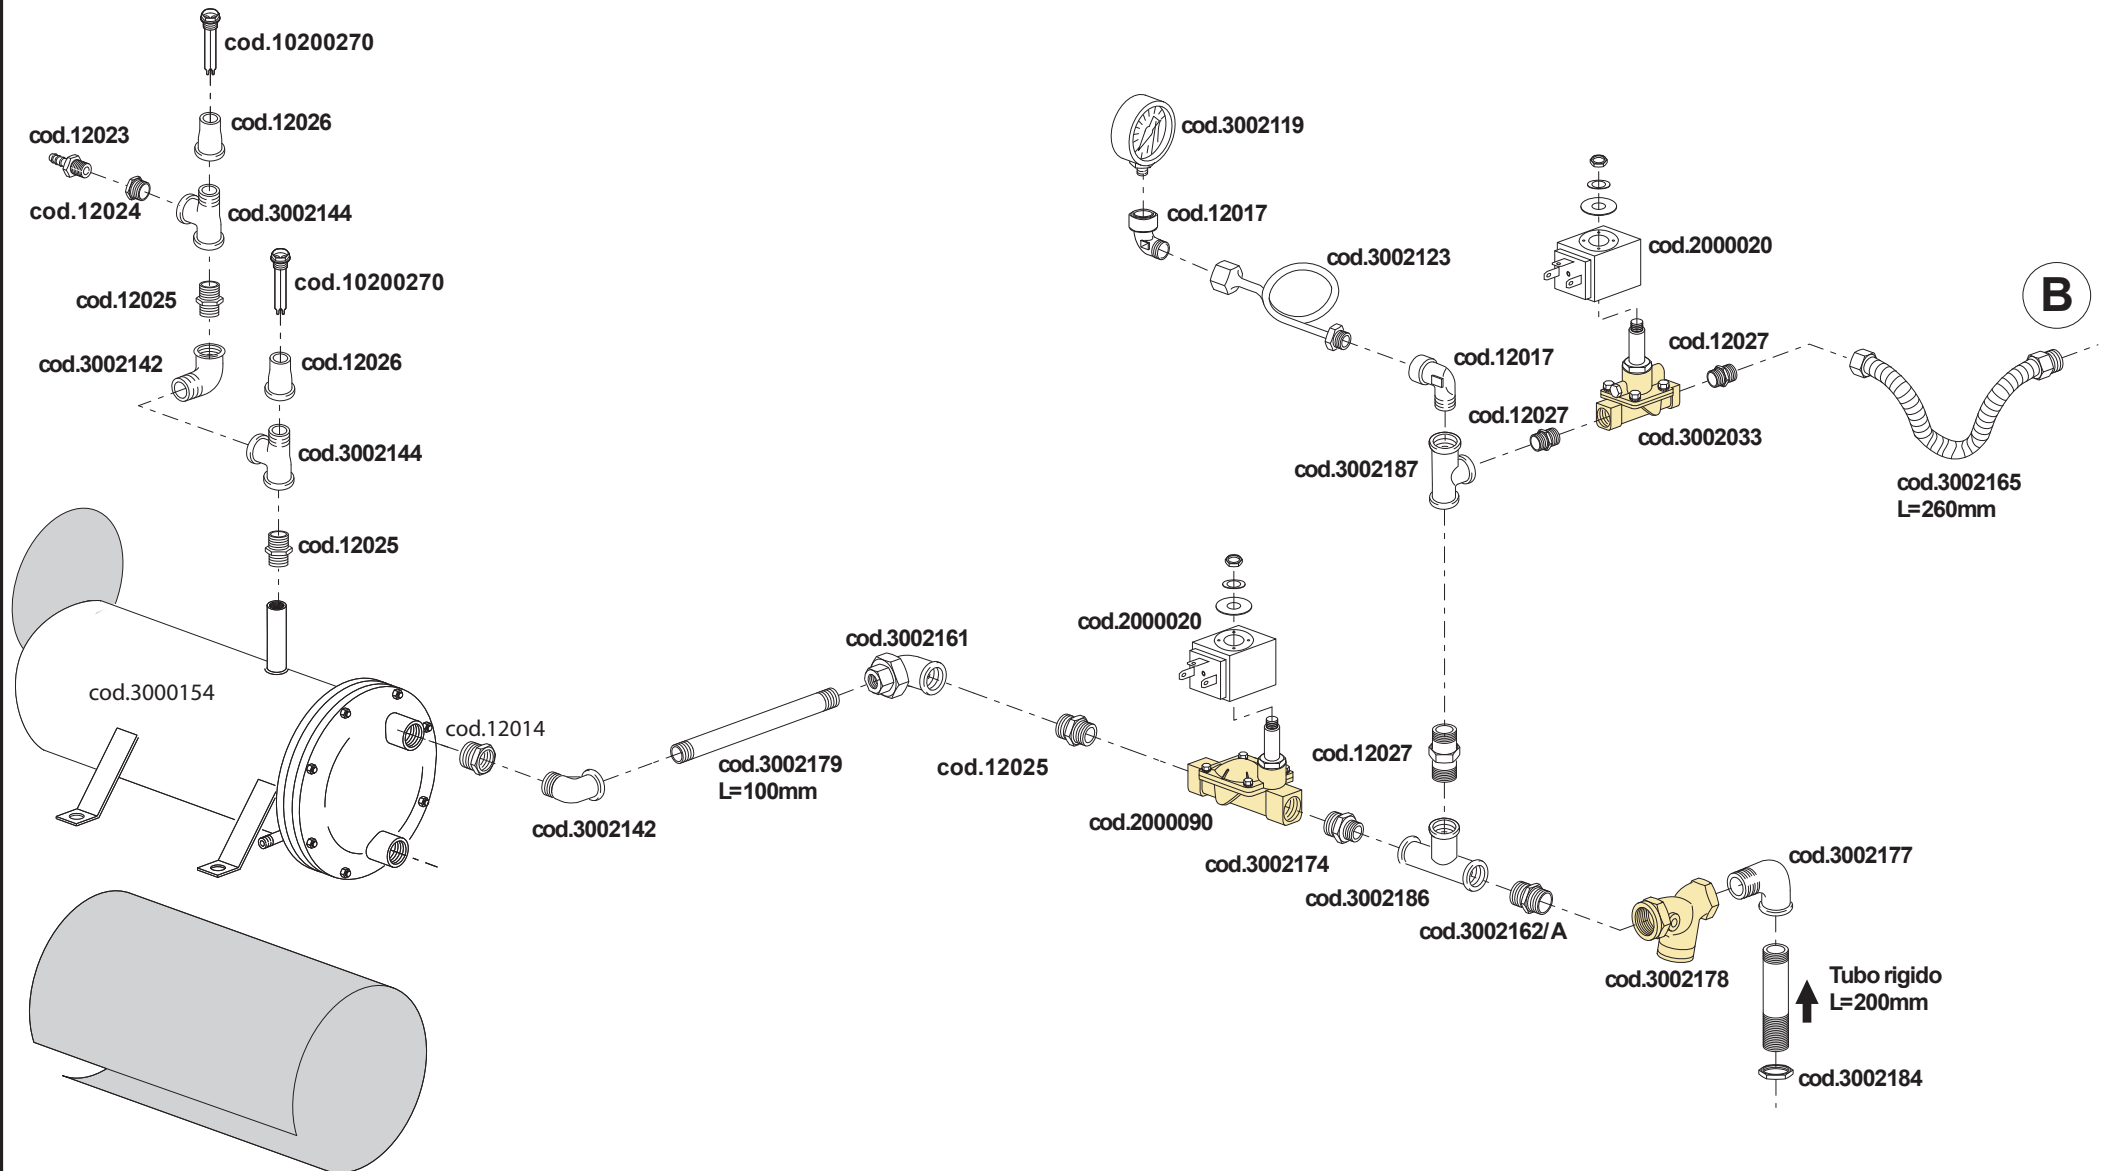 cod.10200270
cod.12026
cod.12023
cod.12024
cod.3002144
cod.10200270
cod.12025
cod.3002142
cod.12026
cod.3002144
cod.12025
cod.3000154
cod.12014
cod.3002142
cod.3002179
L=100mm
cod.3002161
cod.12025
cod.2000020
cod.2000090
cod.3002174
cod.3002186
cod.3002162/A
cod.12027
cod.3002119
cod.12017
cod.3002123
cod.12017
cod.12027
cod.3002187
cod.2000020
cod.12027
cod.3002033
B
cod.3002165
L=260mm
cod.3002177
cod.3002178
Tubo rigido
L=200mm
cod.3002184